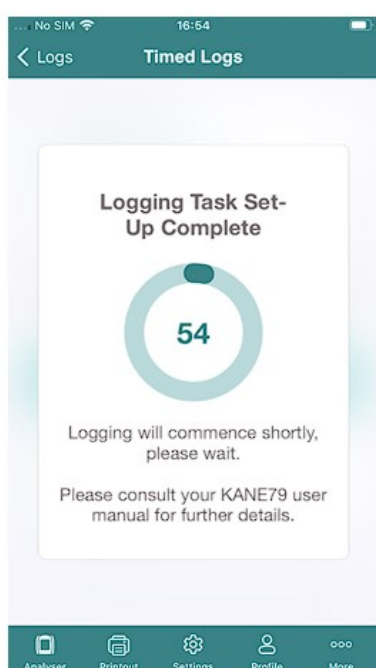 No SIM 16:54
Logs Timed Logs
Logging Task Set-
Up Complete
54
Logging will commence shortly,
please wait.
Please consult your KANE79 user
manual for further details.
Analyser Printout Settings Profile More